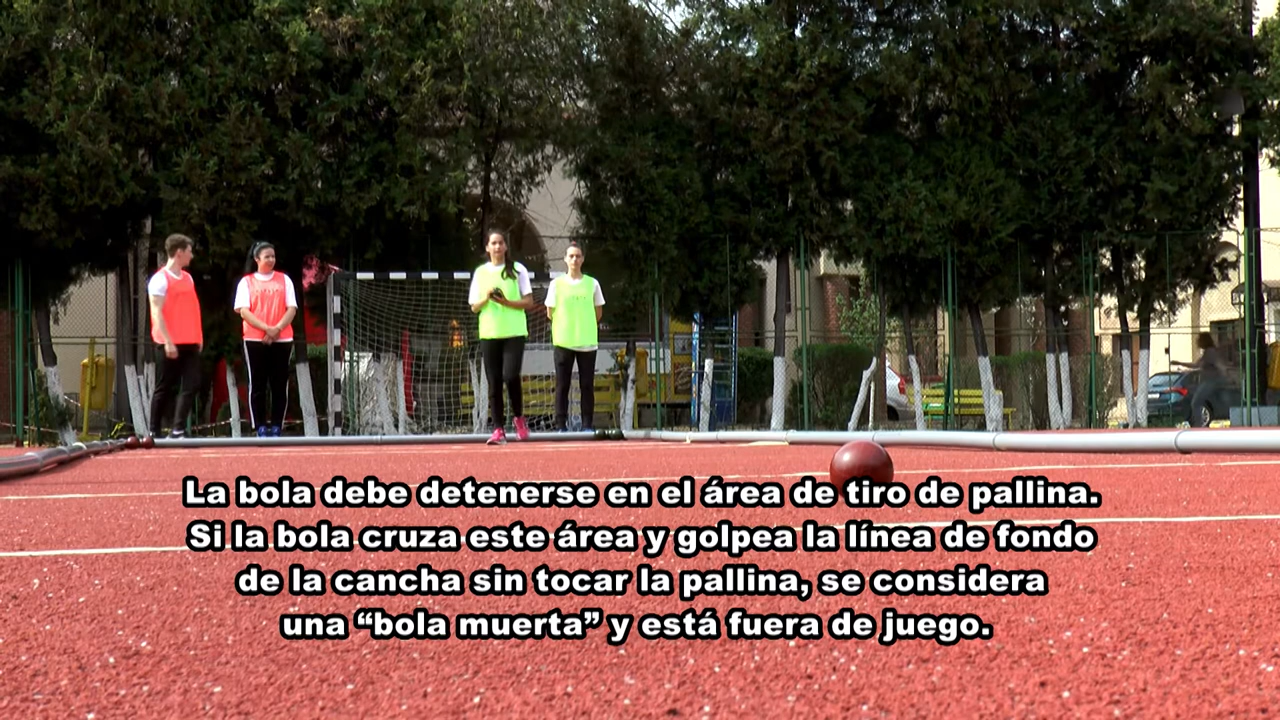 La bola debe detenerse en el área de tiro de pallina.
Si la bola cruza este área y golpea la línea de fondo
de la cancha sin tocar la pallina, se considera
una “bola muerta” y está fuera de juego.